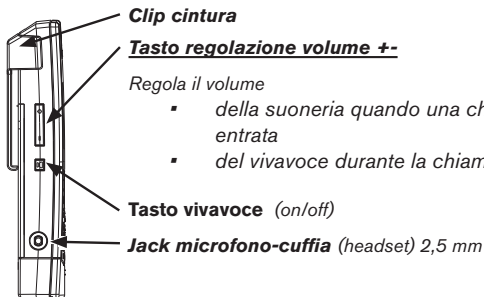 Clip cintura
Tasto regolazione volume +-
Regola il volume
▪ della suoneria quando una
entrata
▪ del vivavoce durante la
Tasto vivavoce (on/off)
Jack microfono-cuffia (headset) 2,5 mm